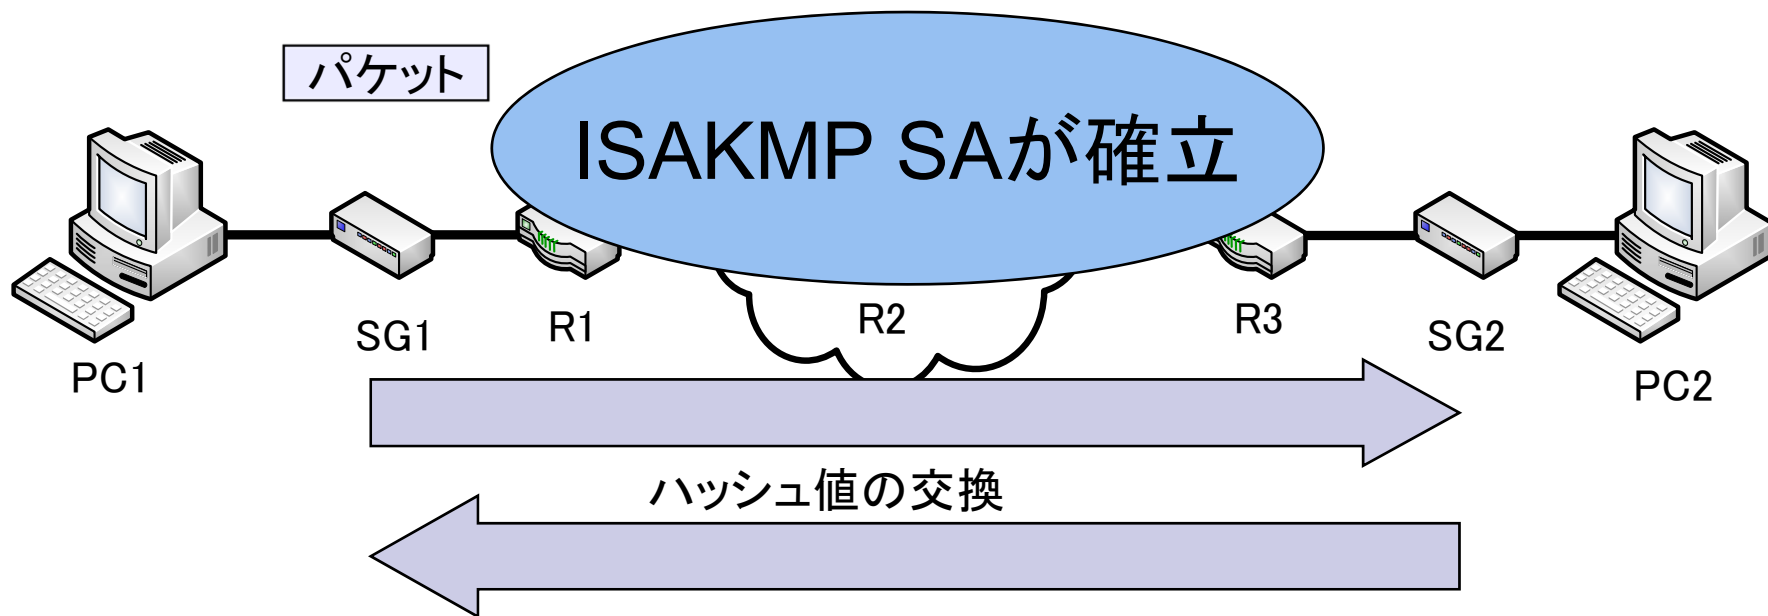 パケット
ISAKMP SAが確立
PC1
SG1
R1
R2
R3
SG2
PC2
ハッシュ値の交換